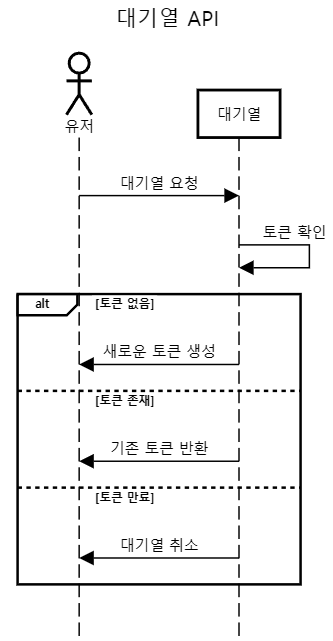 대기열 API
유저
대기열
대기열 요청
토큰 확인
alt
[토큰 없음]
새로운 토큰 생성
[토큰 존재]
기존 토큰 반환
[토큰 만료]
대기열 취소